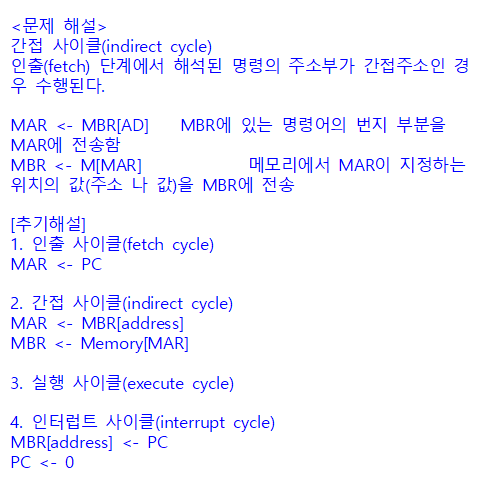 <문제 해설>
간접 사이클(indirect cycle)
인출(fetch) 단계에서 해석된 명령의 주소부가 간접주소인 경
우 수행된다.
MAR <- MBR[AD]    MBR에 있는 명령어의 번지 부분을
MAR에 전송함
MBR <- M[MAR]    메모리에서 MAR이 지정하는
위치의 값(주소 나 값)을 MBR에 전송
[추기해설]
1. 인출 사이클(fetch cycle)
MAR <- PC
2. 간접 사이클(indirect cycle)
MAR <- MBR[address]
MBR <- Memory[MAR]
3. 실행 사이클(execute cycle)
4. 인터럽트 사이클(interrupt cycle)
MBR[address] <- PC
PC <- 0